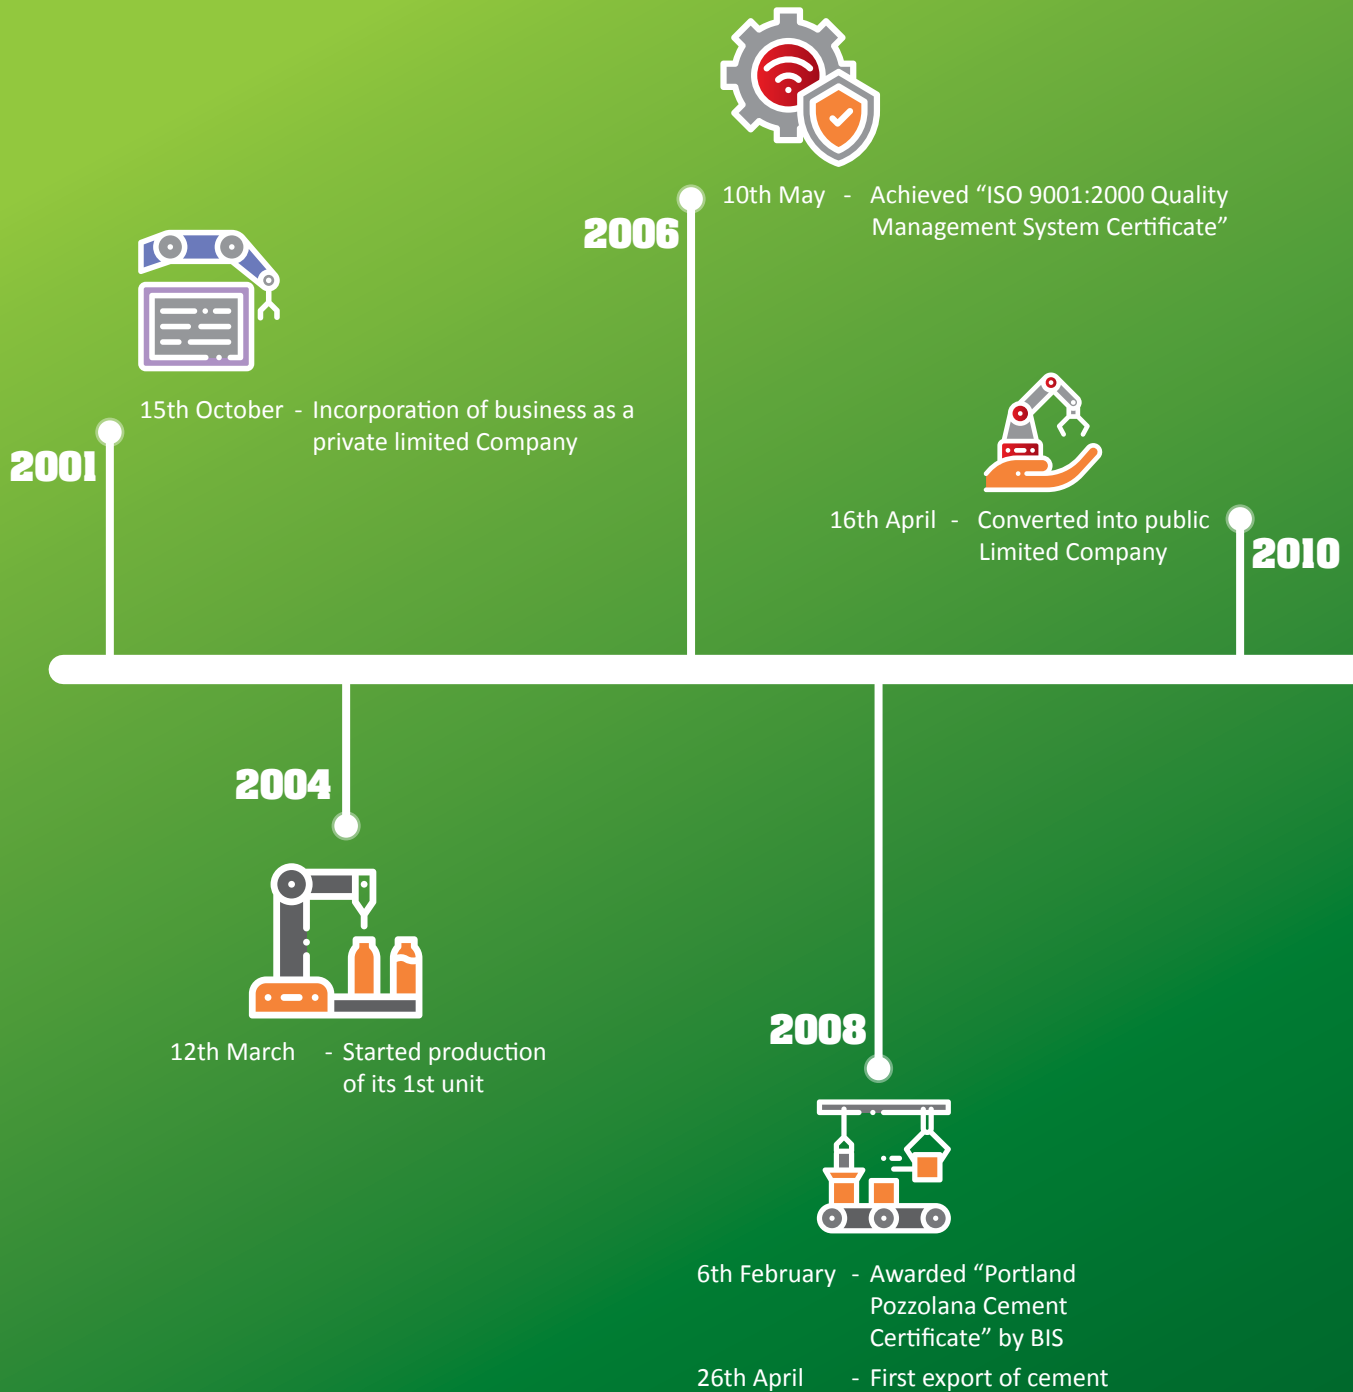 2006
10th May - Achieved “ISO 9001:2000 Quality
Management System Certificate”
2001
15th October - Incorporation of business as a
private limited Company
16th April - Converted into public
Limited Company
2010
2004
12th March - Started production
of its 1st unit
2008
6th February - Awarded “Portland
Pozzolana Cement
Certificate” by BIS
26th April - First export of cement